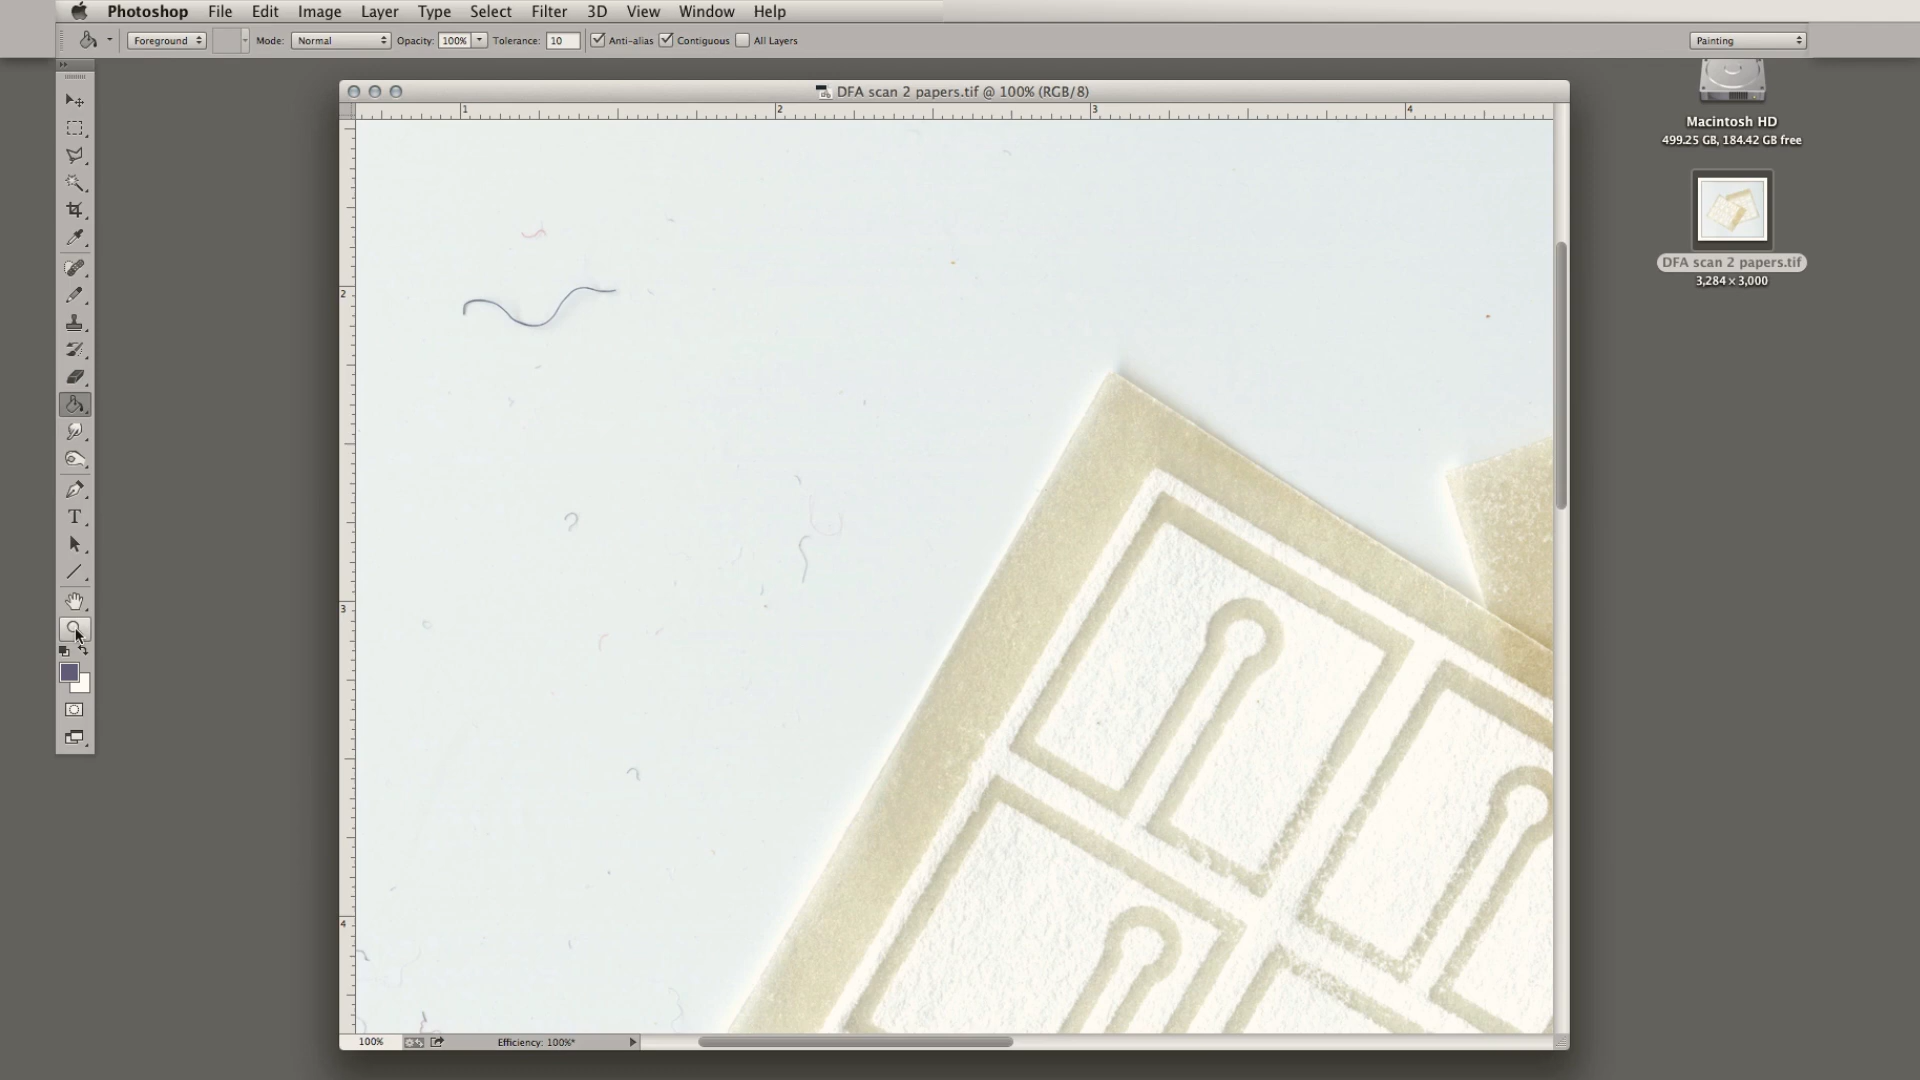 Photoshop File Edit Image Layer Type Select Filter 3D View Window Help
Foreground Mode: Normal Opacity: 100% Tolerance: 10 Anti-alias Contiguous All Layers Painting
DFA scan 2 papers.tif @ 100% (RGB/8)
1 2 3 4
2
3
4
T
100% Efficiency: 100%*
Macintosh HD
499.25 GB, 184.42 GB free
DFA scan 2 papers.tif
3,284 × 3,000